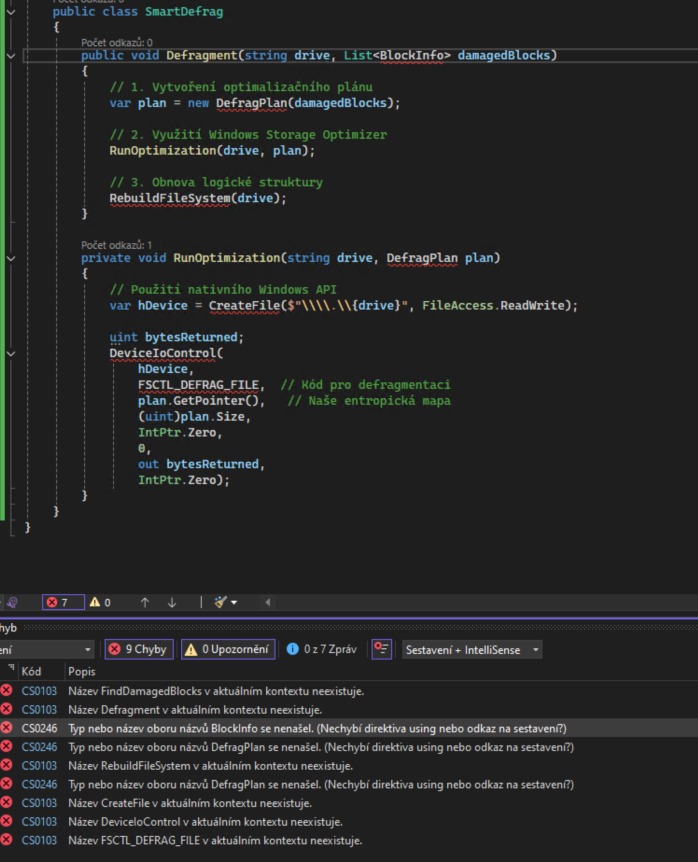 public class SmartDefrag
{
Počet odkazů: 0
public void Defragment(string drive, List<BlockInfo> damagedBlocks)
{
// 1. Vytvoření optimalizačního plánu
var plan = new DefragPlan(damagedBlocks);
// 2. Využití Windows Storage Optimizer
RunOptimization(drive, plan);
// 3. Obnova logické struktury
RebuildFileSystem(drive);
}
Počet odkazů: 1
private void RunOptimization(string drive, DefragPlan plan)
{
// Použití nativního Windows API
var hDevice = CreateFile($"\\\\.\\{drive}", FileAccess.ReadWrite);
uint bytesReturned;
DeviceIoControl(
hDevice,
FSCTL_DEFRAG_FILE, // Kód pro defragmentaci
plan.GetPointer(), // Naše entropická mapa
(uint)plan.Size,
IntPtr.Zero,
0,
out bytesReturned,
IntPtr.Zero);
}
}
}
7 0
hyb
ení 9 Chyby 0 Upozornění 0 z 7 Zpráv Sestavení + IntelliSense
Kód Popis
CS0103 Název FindDamagedBlocks v aktuálním kontextu neexistuje.
CS0103 Název Defragment v aktuálním kontextu neexistuje.
CS0246 Typ nebo název oboru názvů BlockInfo se nenašel. (Nechybí direktiva using nebo odkaz na sestavení?)
CS0246 Typ nebo název oboru názvů DefragPlan se nenašel. (Nechybí direktiva using nebo odkaz na sestavení?)
CS0103 Název RebuildFileSystem v aktuálním kontextu neexistuje.
CS0246 Typ nebo název oboru názvů DefragPlan se nenašel. (Nechybí direktiva using nebo odkaz na sestavení?)
CS0103 Název CreateFile v aktuálním kontextu neexistuje.
CS0103 Název DeviceIoControl v aktuálním kontextu neexistuje.
CS0103 Název FSCTL_DEFRAG_FILE v aktuálním kontextu neexistuje.